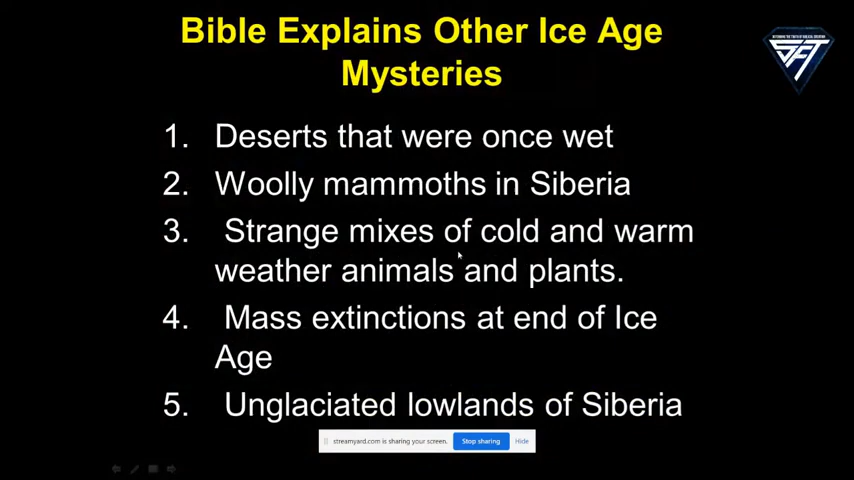 Bible Explains Other Ice Age
Mysteries
1. Deserts that were once wet
2. Woolly mammoths in Siberia
3. Strange mixes of cold and warm
weather animals and plants.
4. Mass extinctions at end of Ice
Age
5. Unglaciated lowlands of Siberia
streamyard.com is sharing your screen. Stop sharing Hide
SFT